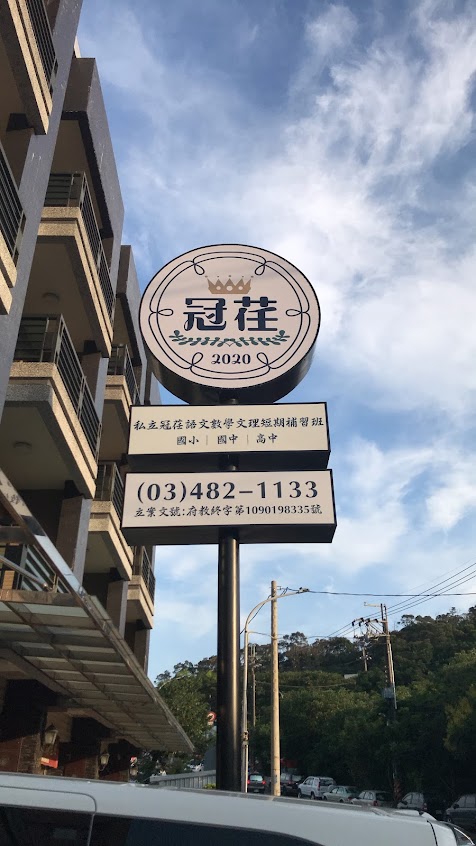 冠荏
2020
私立冠荏語文數學文理短期補習班
國小 | 國中 | 高中
(03)482-1133
立案文號:府教終字第1090198335號